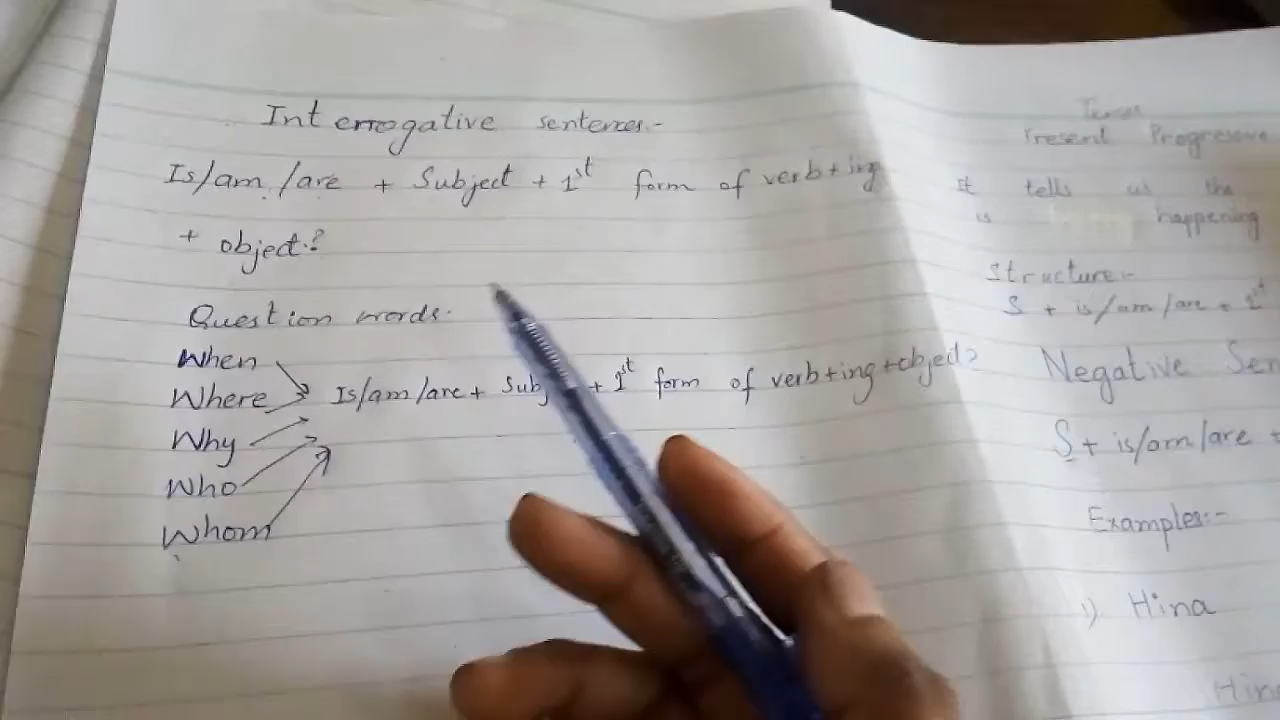 Interrogative sentences:-
Is/am/are + Subject + 1st form of verb+ing
+ object.?
Question words.
When
Where Is/am/are + Subj + 1st form of verb+ing+object?
Why
Who
Whom
Tense
Present Progressive
It tells us the
is happening
Structure:-
S + is/am/are + 1st
Negative Sen
S + is/am/are +
Examples:-
1) Hina
Hina